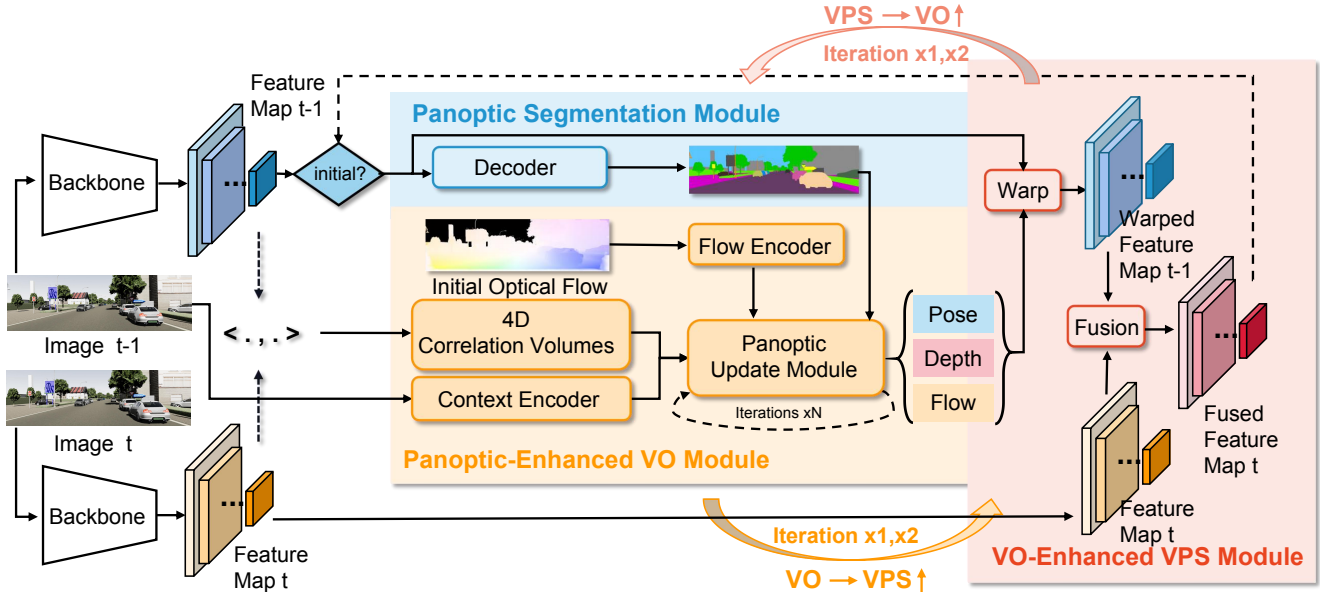 VPS → VO ↑
Iteration x1,x2
Feature
Map t-1
Panoptic Segmentation Module
Backbone
initial?
Decoder
Warp
Warped
Feature
Map t-1
Flow Encoder
Initial Optical Flow
Image t-1
< . , . >
4D
Correlation Volumes
Panoptic
Update Module
Pose
Depth
Flow
Fusion
Context Encoder
Iterations xN
Image t
Fused
Feature
Map t
Panoptic-Enhanced VO Module
Backbone
Feature
Map t
Feature
Map t
Iteration x1,x2
VO → VPS ↑
VO-Enhanced VPS Module